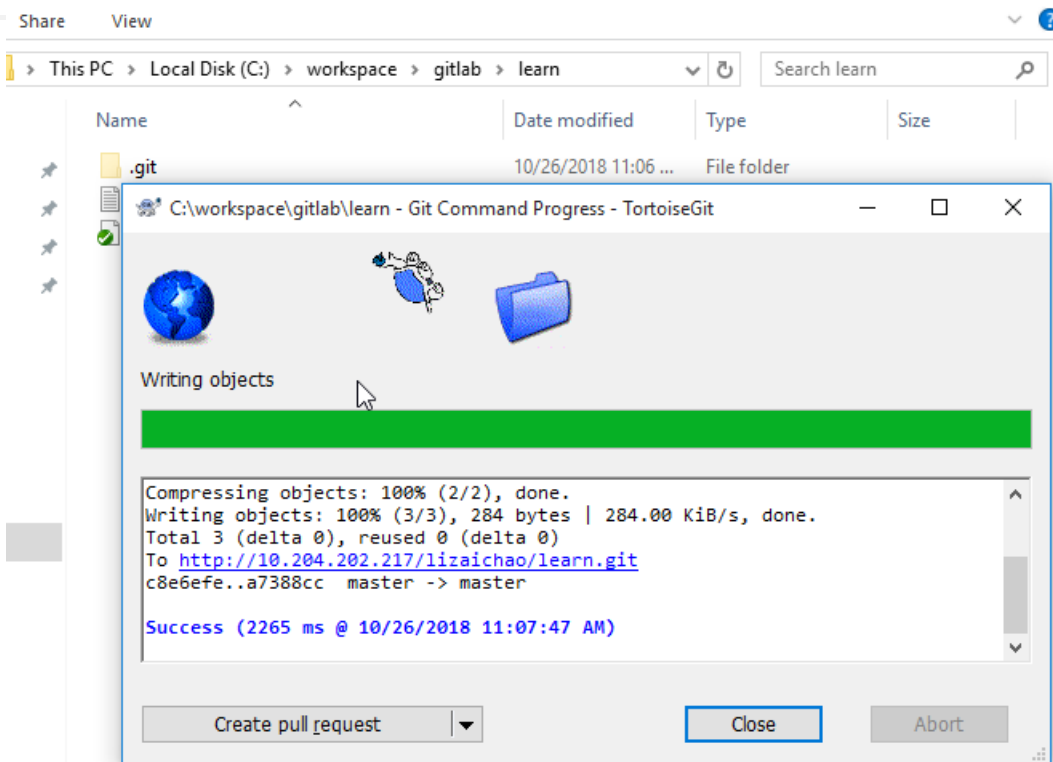 Share View
This PC > Local Disk (C:) > workspace > gitlab > learn Search learn
Name Date modified Type Size
.git 10/26/2018 11:06 ... File folder
C:\workspace\gitlab\learn - Git Command Progress - TortoiseGit
Writing objects
Compressing objects: 100% (2/2), done.
Writing objects: 100% (3/3), 284 bytes | 284.00 KiB/s, done.
Total 3 (delta 0), reused 0 (delta 0)
To http://10.204.202.217/lizaichao/learn.git
c8e6efe..a7388cc master -> master
Success (2265 ms @ 10/26/2018 11:07:47 AM)
Create pull request Close Abort